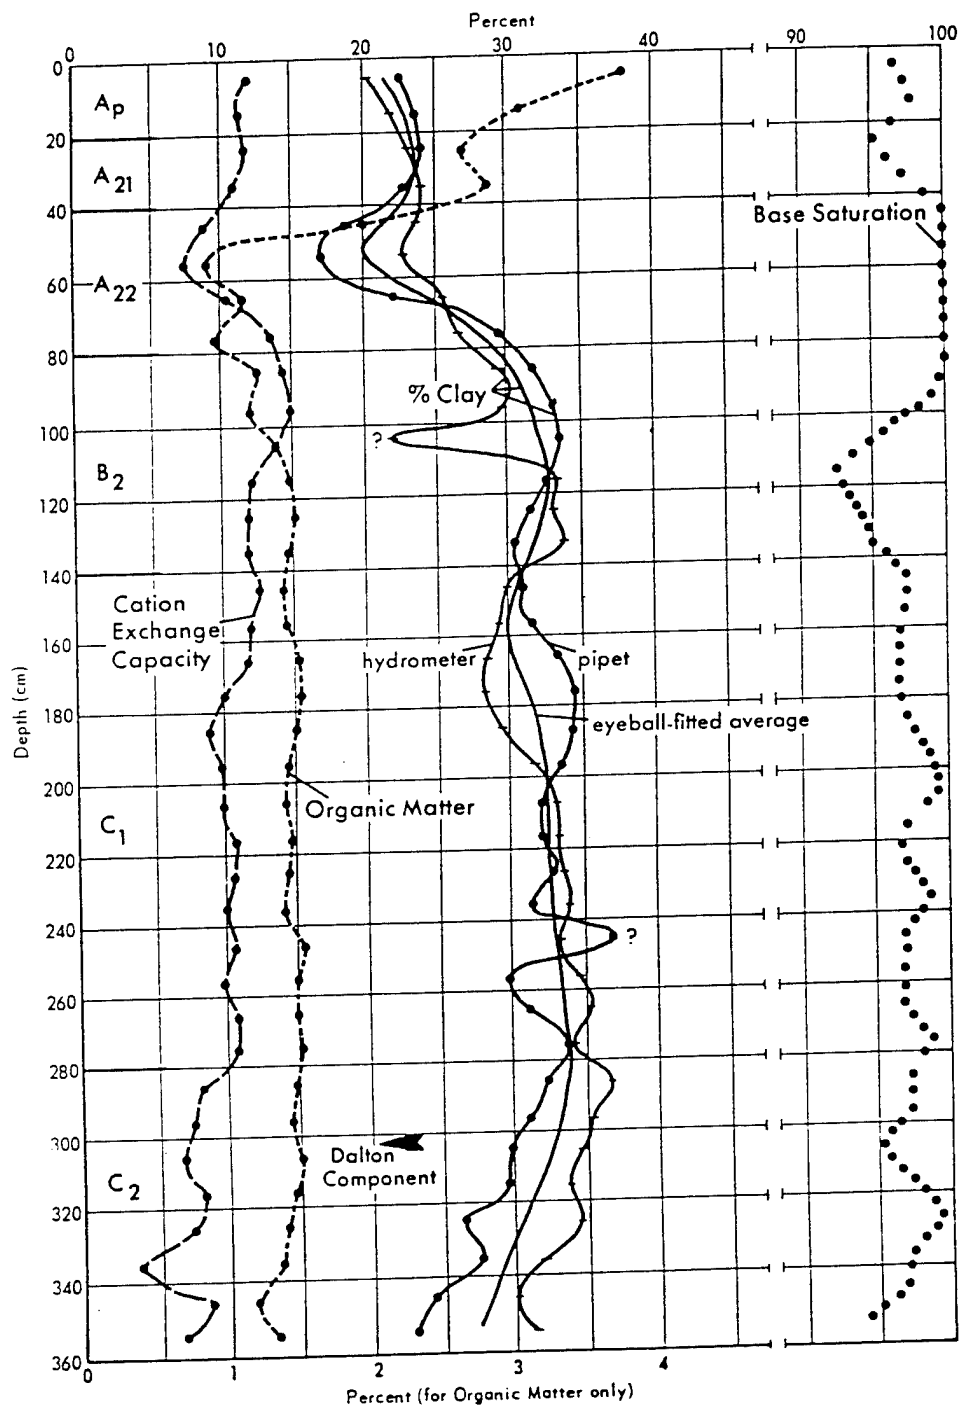 Percent
0 10 20 30 40 90 100
0
Ap
20
A21
40
Base Saturation
60
A22
80
% Clay
100
?
B2
120
140
Cation
Exchange
Capacity
160
hydrometer
pipet
Depth (cm)
180
eyeball-fitted average
200
Organic Matter
C1
220
240
?
260
280
300
Dalton
Component
C2
320
340
360
0 1 2 3 4
Percent (for Organic Matter only)